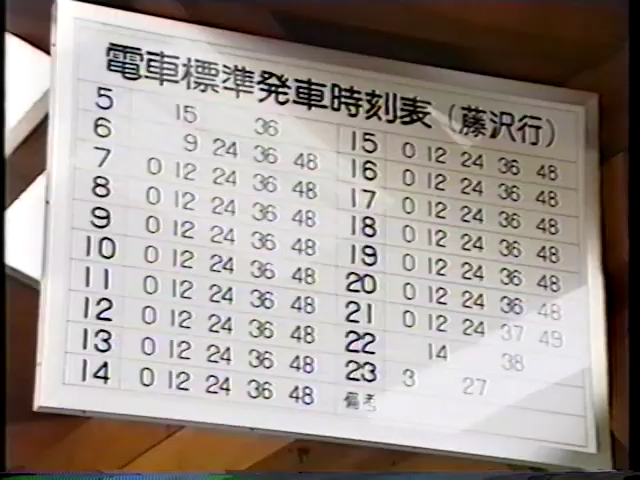 電車標準発車時刻表（藤沢行）
5 15 36
6 9 24 36 48
7 0 12 24 36 48
8 0 12 24 36 48
9 0 12 24 36 48
10 0 12 24 36 48
11 0 12 24 36 48
12 0 12 24 36 48
13 0 12 24 36 48
14 0 12 24 36 48
15 0 12 24 36 48
16 0 12 24 36 48
17 0 12 24 36 48
18 0 12 24 36 48
19 0 12 24 36 48
20 0 12 24 36 48
21 0 12 24 37 49
22 14 38
23 3 27
備考